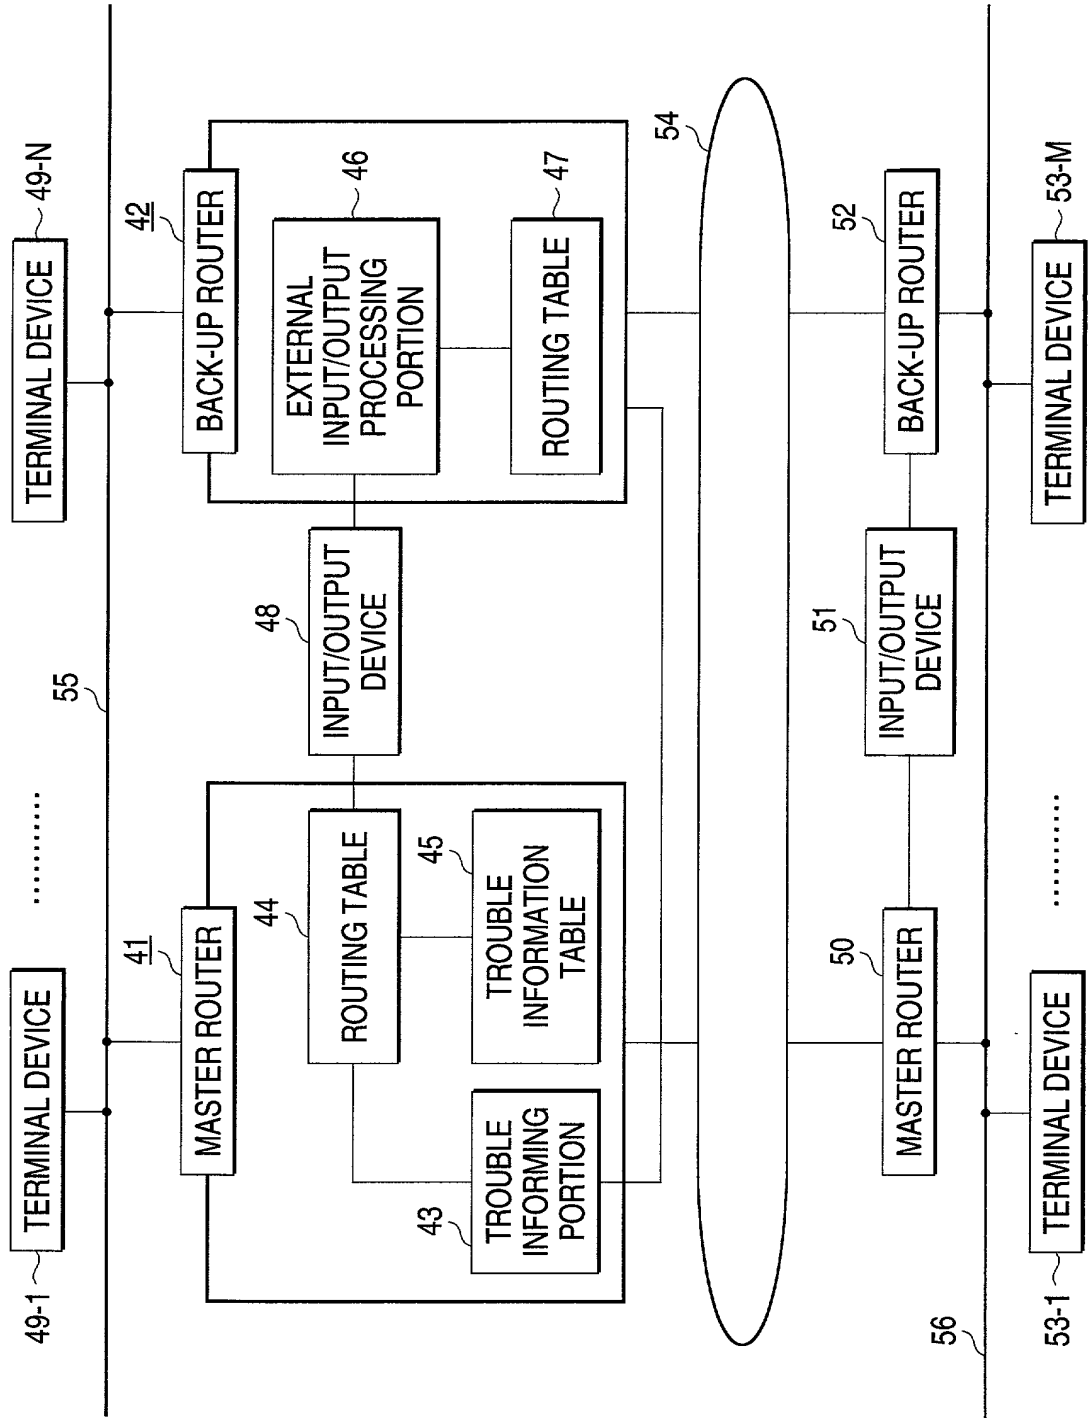 49-1
TERMINAL DEVICE
..........
TERMINAL DEVICE
49-N
55
41
MASTER ROUTER
42
BACK-UP ROUTER
44
ROUTING TABLE
48
INPUT/OUTPUT
DEVICE
EXTERNAL
INPUT/OUTPUT
PROCESSING
PORTION
46
43
TROUBLE
INFORMING
PORTION
45
TROUBLE
INFORMATION
TABLE
ROUTING TABLE
47
54
50
MASTER ROUTER
51
INPUT/OUTPUT
DEVICE
52
BACK-UP ROUTER
56
53-1
TERMINAL DEVICE
..........
TERMINAL DEVICE
53-M